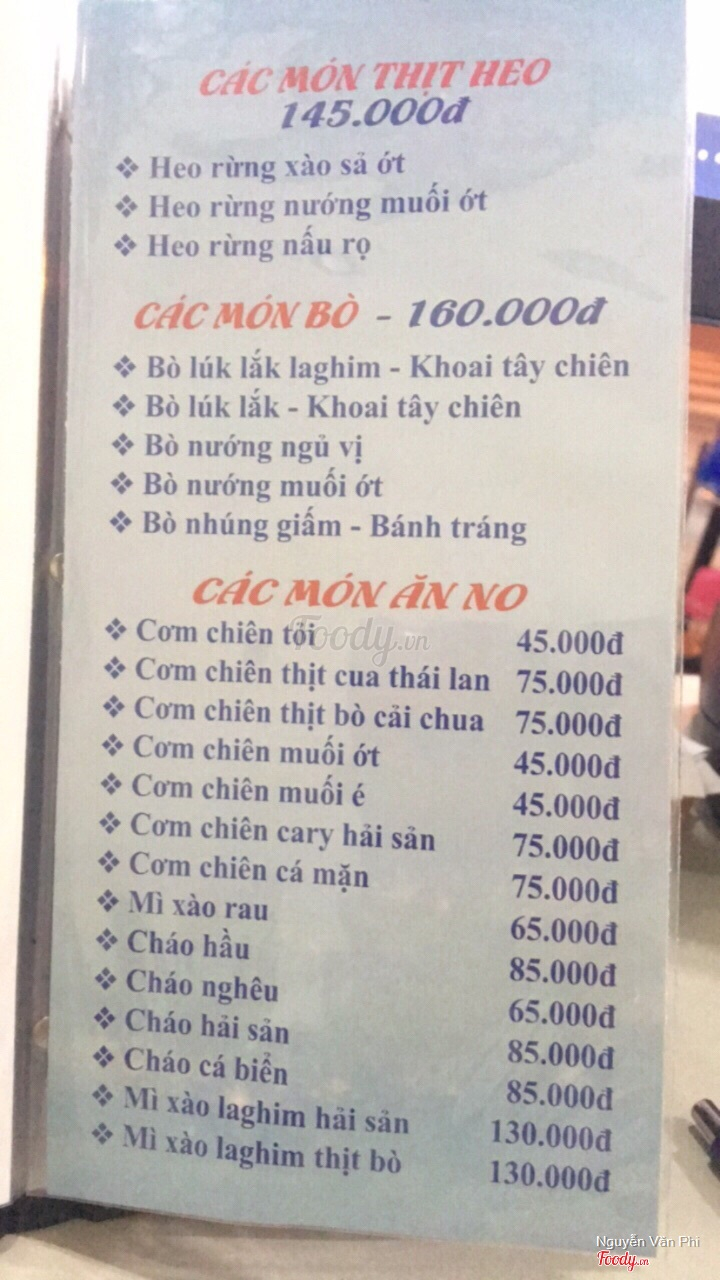 CÁC MÓN THỊT HEO
145.000đ
❖ Heo rừng xào sả ớt
❖ Heo rừng nướng muối ớt
❖ Heo rừng nấu rọ
CÁC MÓN BÒ - 160.000đ
❖ Bò lúk lắk laghim - Khoai tây chiên
❖ Bò lúk lắk - Khoai tây chiên
❖ Bò nướng ngủ vị
❖ Bò nướng muối ớt
❖ Bò nhúng giấm - Bánh tráng
CÁC MÓN ĂN NO
❖ Cơm chiên tỏi 45.000đ
❖ Cơm chiên thịt cua thái lan 75.000đ
❖ Cơm chiên thịt bò cải chua 75.000đ
❖ Cơm chiên muối ớt 45.000đ
❖ Cơm chiên muối é 45.000đ
❖ Cơm chiên cary hải sản 75.000đ
❖ Cơm chiên cá mặn 75.000đ
❖ Mì xào rau 65.000đ
❖ Cháo hầu 85.000đ
❖ Cháo nghêu 65.000đ
❖ Cháo hải sản 85.000đ
❖ Cháo cá biển 85.000đ
❖ Mì xào laghim hải sản 130.000đ
❖ Mì xào laghim thịt bò 130.000đ
Foody.vn
Nguyễn Văn Phi
Foody.vn